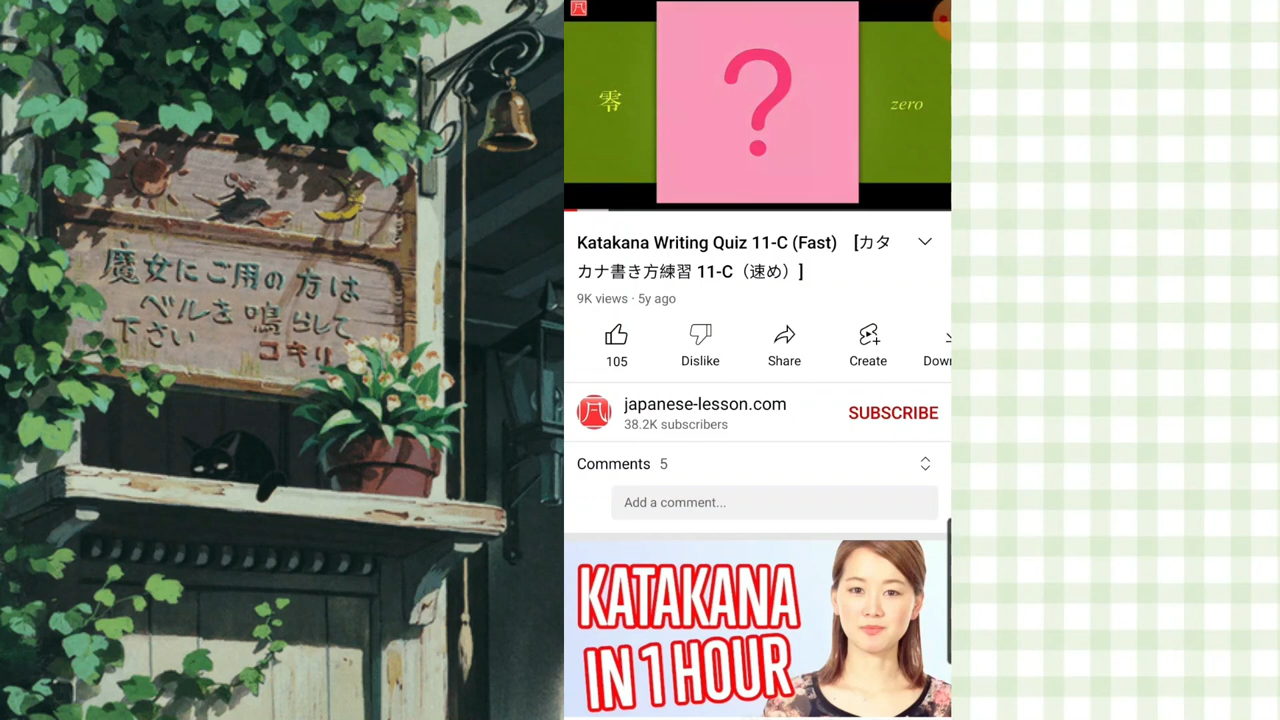 魔女にご用の方は
ベルを鳴らして
下さい
コキリ
凡
零
?
zero
Katakana Writing Quiz 11-C (Fast) [カタ
カナ書き方練習 11-C（速め）]
9K views · 5y ago
105
Dislike
Share
Create
Down
japanese-lesson.com
38.2K subscribers
SUBSCRIBE
Comments 5
Add a comment...
KATAKANA
IN 1 HOUR